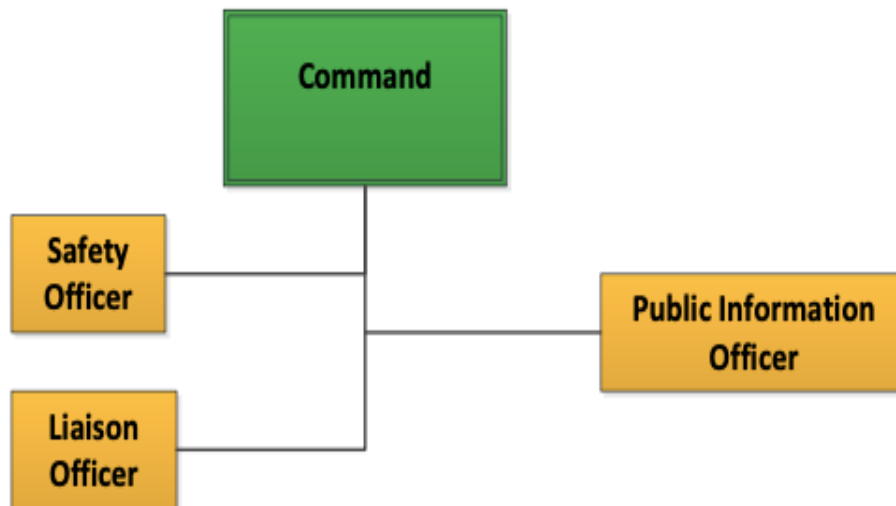 Command
Safety
Officer
Public Information
Officer
Liaison
Officer